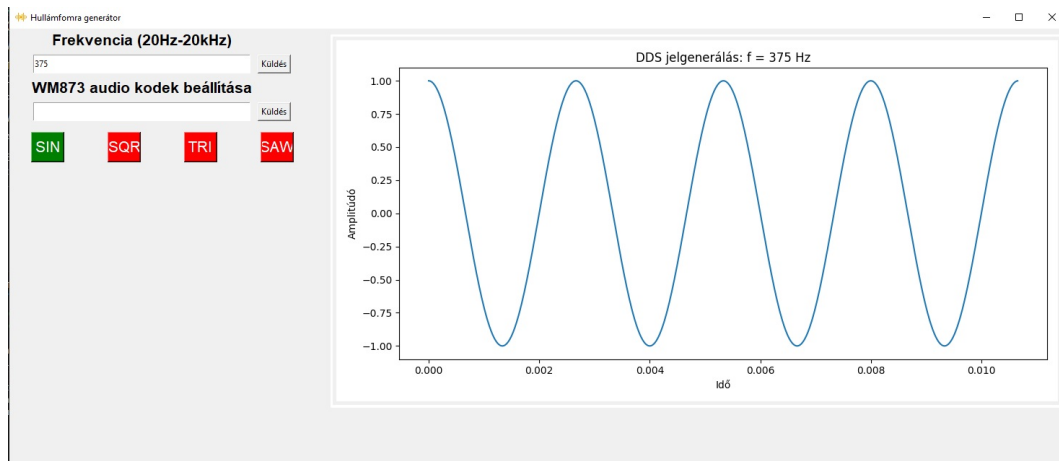 Hullámfomra generátor
Frekvencia (20Hz-20kHz)
375
Küldés
WM873 audio kodek beállítása
Küldés
SIN SQR TRI SAW
DDS jelgenerálás: f = 375 Hz
1.00
0.75
0.50
0.25
0.00
−0.25
−0.50
−0.75
−1.00
Amplitúdó
0.000 0.002 0.004 0.006 0.008 0.010
Idő